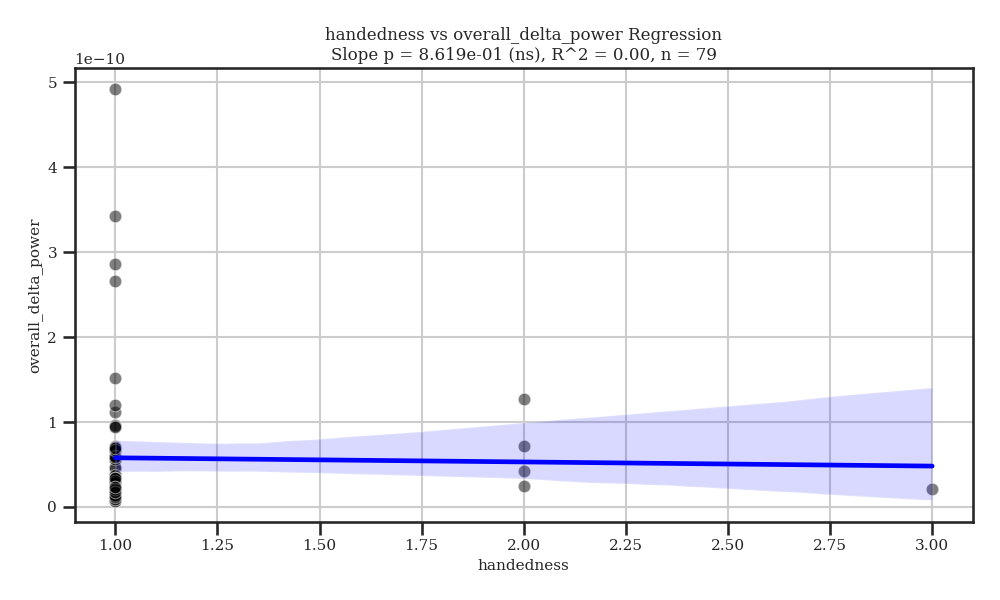 handedness vs overall_delta_power Regression
Slope p = 8.619e-01 (ns), R^2 = 0.00, n = 79
1e−10
5
4
3
2
1
0
overall_delta_power
1.00 1.25 1.50 1.75 2.00 2.25 2.50 2.75 3.00
handedness